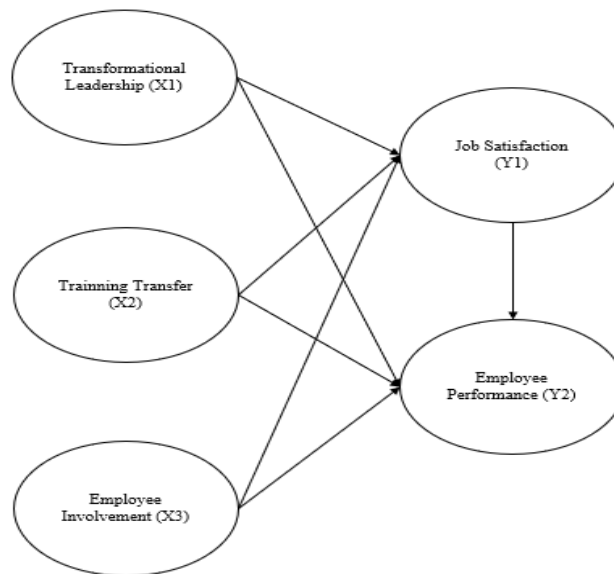 Transformational
Leadership (X1)
Job Satisfaction
(Y1)
Trainning Transfer
(X2)
Employee
Performance (Y2)
Employee
Involvement (X3)